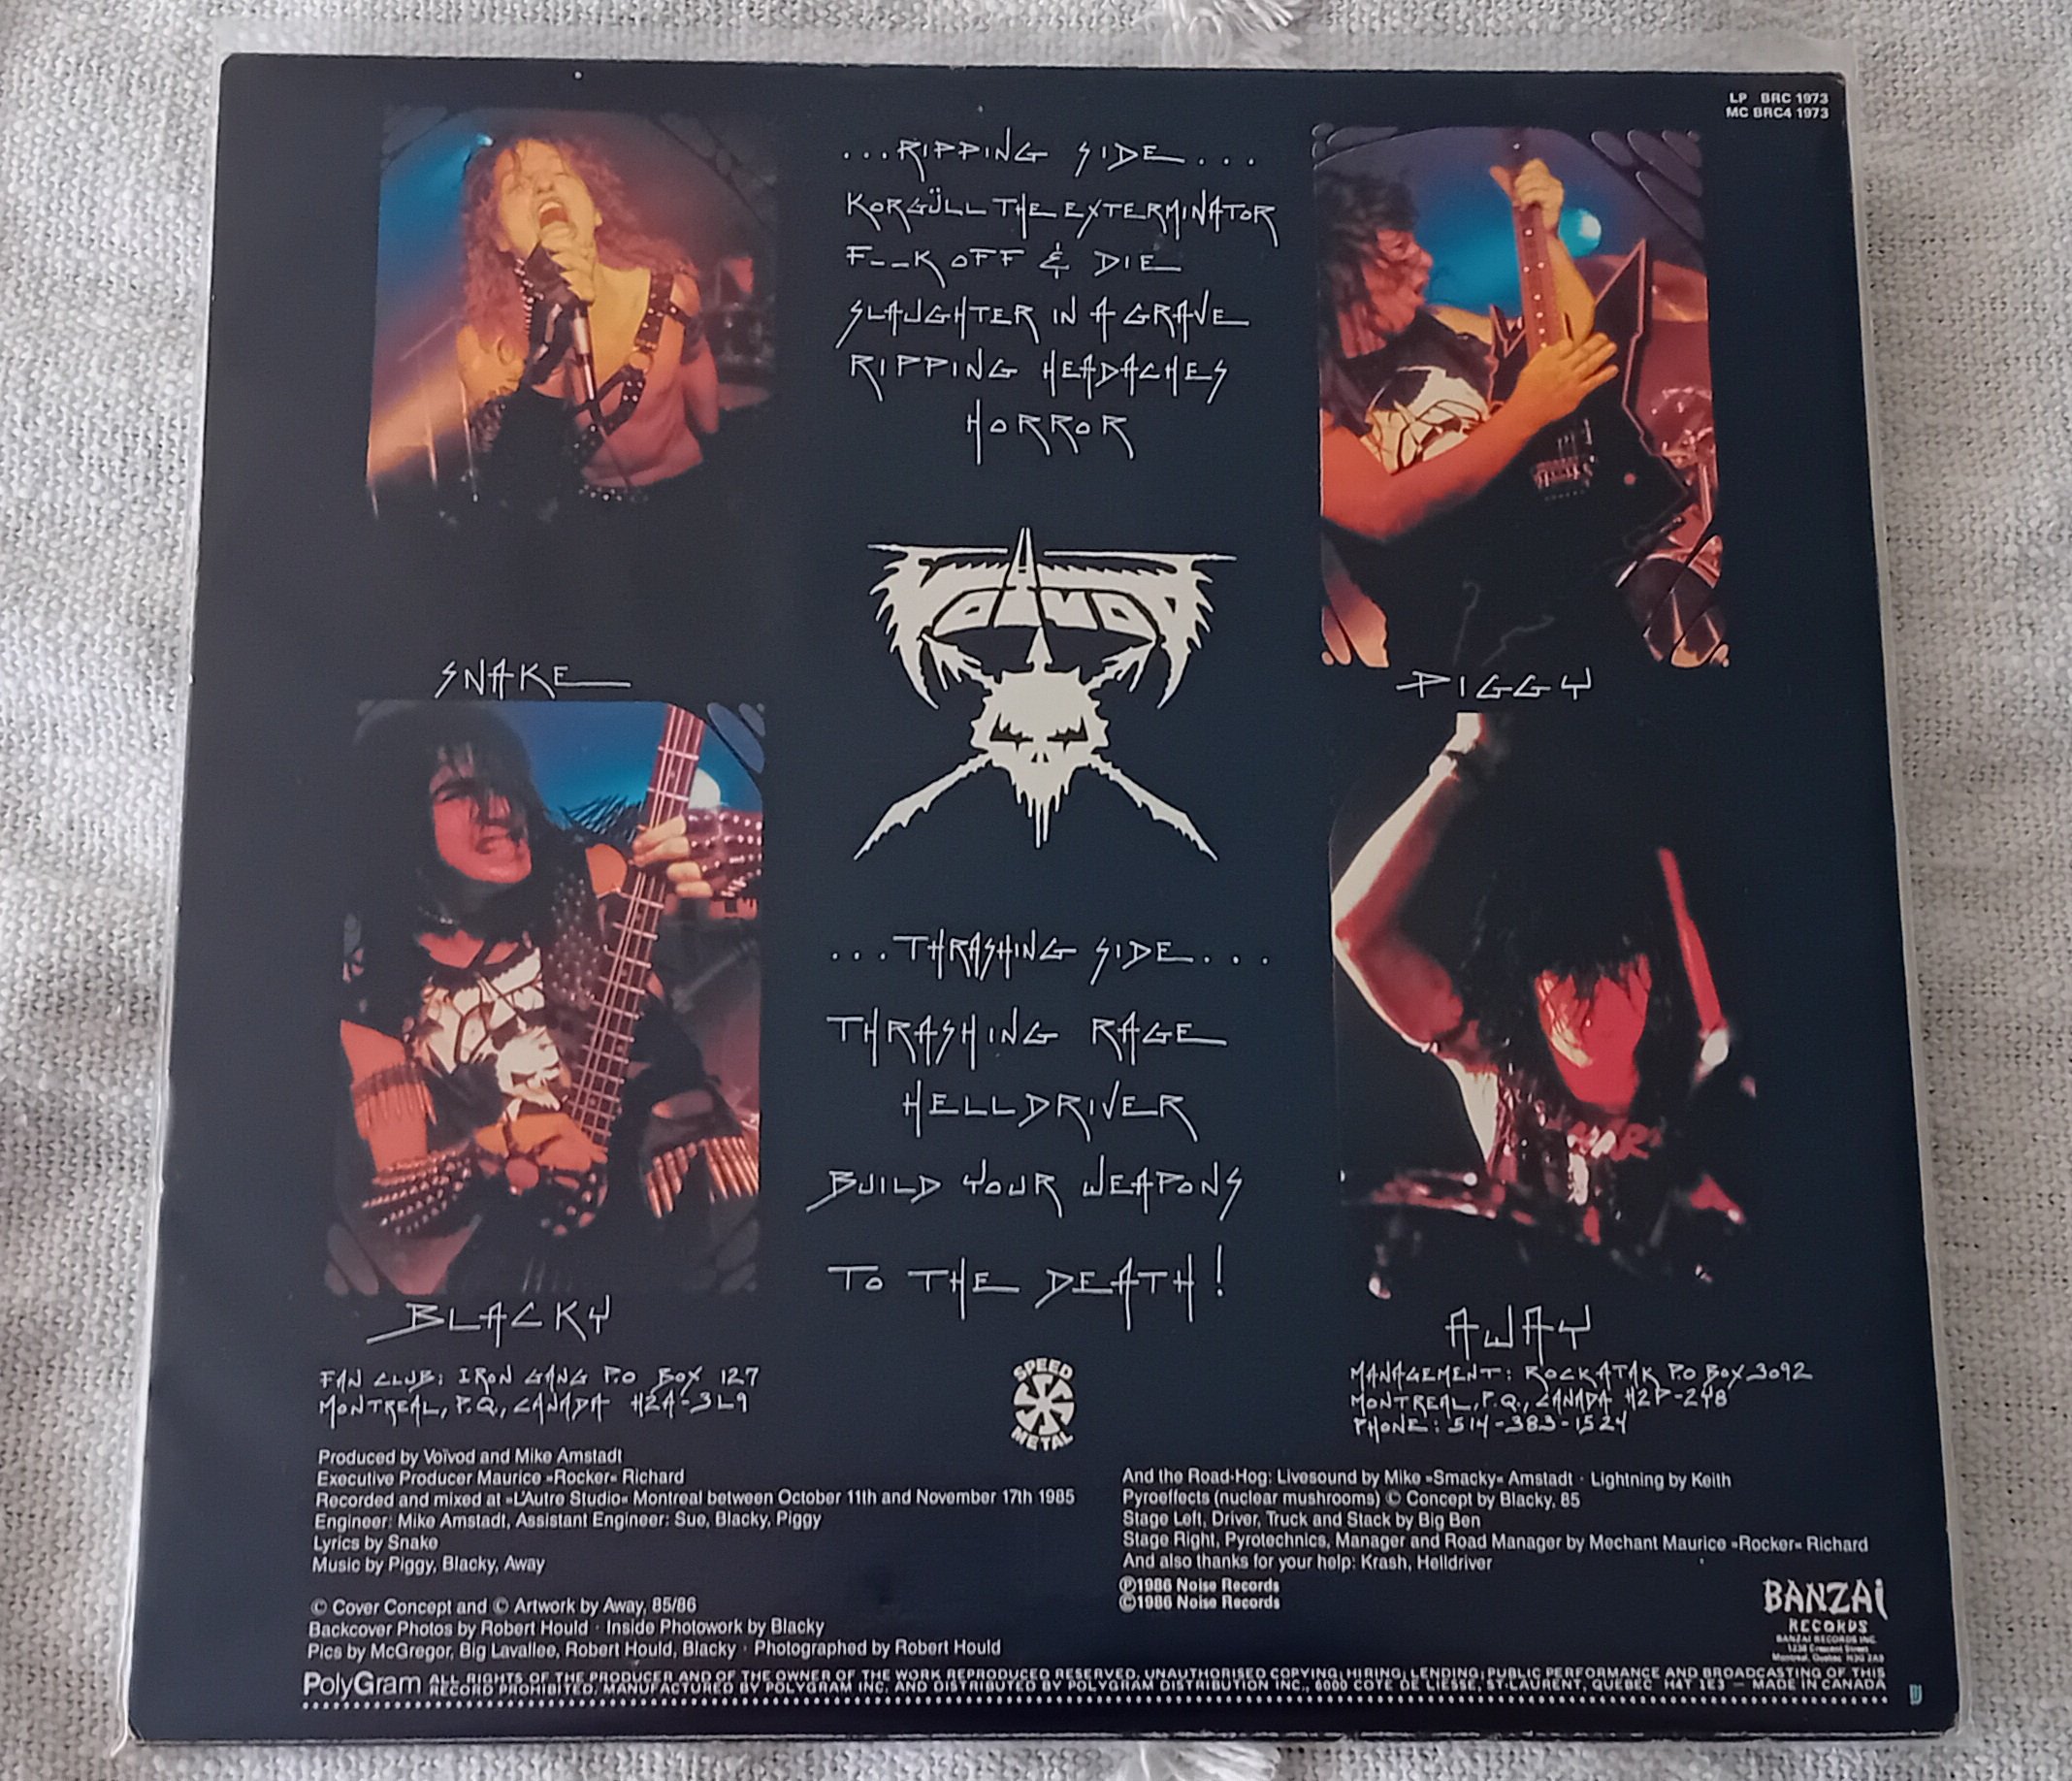 LP BRC 1973
MC BRC4 1973
...RIPPING SIDE...
KORGÜLL THE EXTERMINATOR
F--K OFF & DIE
SLAUGHTER IN A GRAVE
RIPPING HEADACHES
HORROR
VOIVOD
SNAKE
PIGGY
...THRASHING SIDE...
THRASHING RAGE
HELLDRIVER
BUILD YOUR WEAPONS
TO THE DEATH!
BLACKY
AWAY
FAN CLUB: IRON GANG P.O BOX 127
MONTREAL, P.Q., CANADA H2A-3L9
SPEED METAL
MANAGEMENT: ROCKATAK P.O BOX 3092
MONTREAL, P.Q., CANADA H2P-2Y8
PHONE: 514-383-1524
Produced by Voïvod and Mike Amstadt
Executive Producer Maurice »Rocker« Richard
Recorded and mixed at »L'Autre Studio« Montreal between October 11th and November 17th 1985
Engineer: Mike Amstadt, Assistant Engineer: Sue, Blacky, Piggy
Lyrics by Snake
Music by Piggy, Blacky, Away
© Cover Concept and © Artwork by Away, 85/86
Backcover Photos by Robert Hould · Inside Photowork by Blacky
Pics by McGregor, Big Lavallee, Robert Hould, Blacky · Photographed by Robert Hould
And the Road-Hog: Livesound by Mike »Smacky« Amstadt · Lightning by Keith
Pyroeffects (nuclear mushrooms) © Concept by Blacky, 85
Stage Left, Driver, Truck and Stack by Big Ben
Stage Right, Pyrotechnics, Manager and Road Manager by Mechant Maurice »Rocker« Richard
And also thanks for your help: Krash, Helldriver
℗1986 Noise Records
©1986 Noise Records
BANZAI
RECORDS
BANZAI RECORDS INC.
1238 Crescent Street
Montreal, Quebec H3G 2A9
PolyGram ALL RIGHTS OF THE PRODUCER AND OF THE OWNER OF THE WORK REPRODUCED RESERVED. UNAUTHORISED COPYING; HIRING; LENDING; PUBLIC PERFORMANCE AND BROADCASTING OF THIS
RECORD PROHIBITED. MANUFACTURED BY POLYGRAM INC. AND DISTRIBUTED BY POLYGRAM DISTRIBUTION INC., 6000 COTE DE LIESSE, ST-LAURENT, QUEBEC H4T 1E3 — MADE IN CANADA